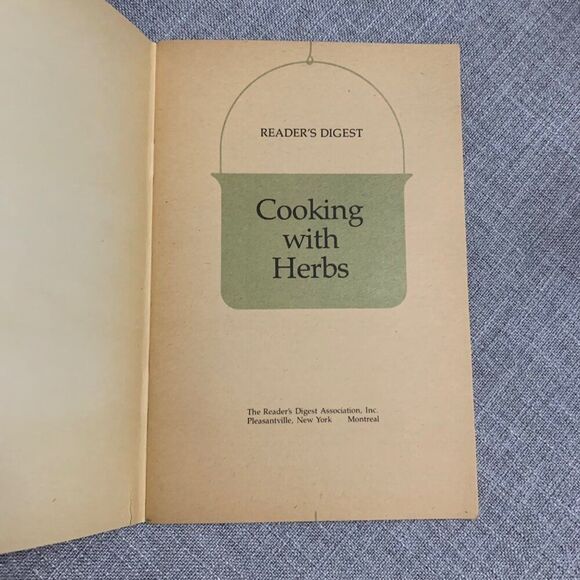 READER'S DIGEST
Cooking
with
Herbs
The Reader's Digest Association, Inc.
Pleasantville, New York Montreal